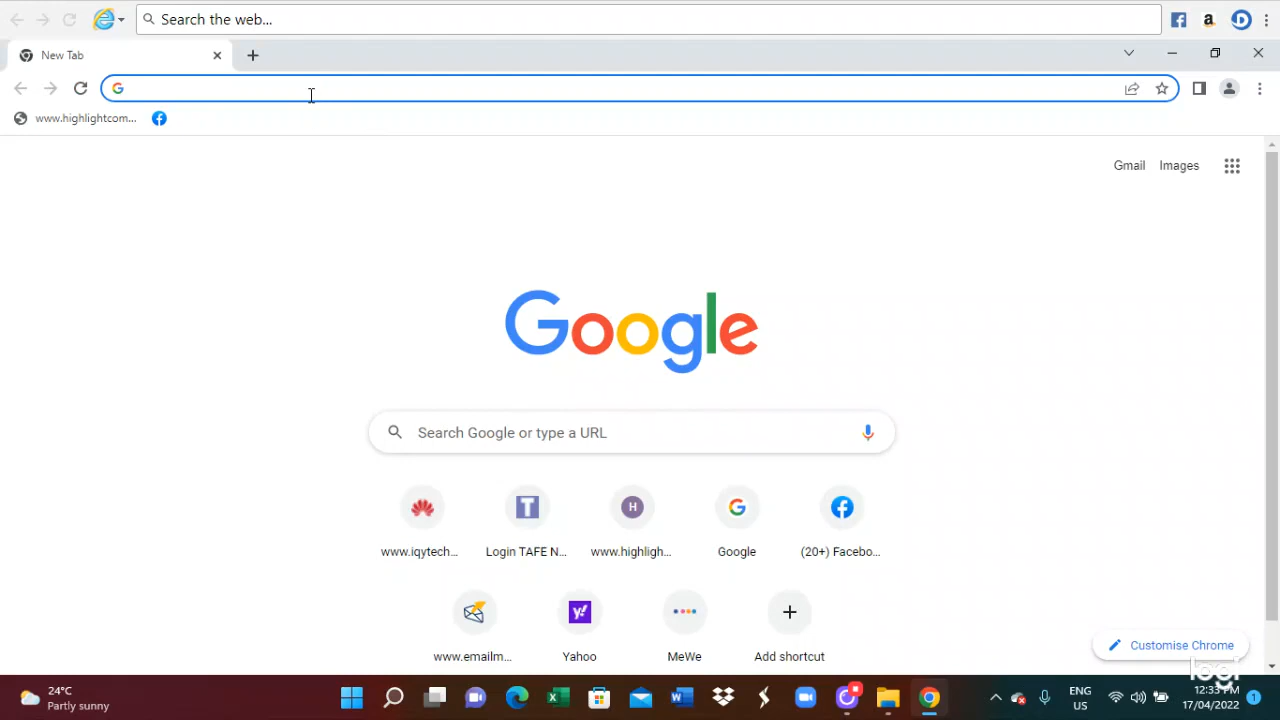 Search the web...
New Tab
www.highlightcom...
Gmail Images
Google
Search Google or type a URL
www.iqytech... Login TAFE N... www.highligh... Google (20+) Facebo...
www.emailm... Yahoo MeWe Add shortcut
Customise Chrome
logi
24°C
Partly sunny
ENG
US
12:33 PM
17/04/2022